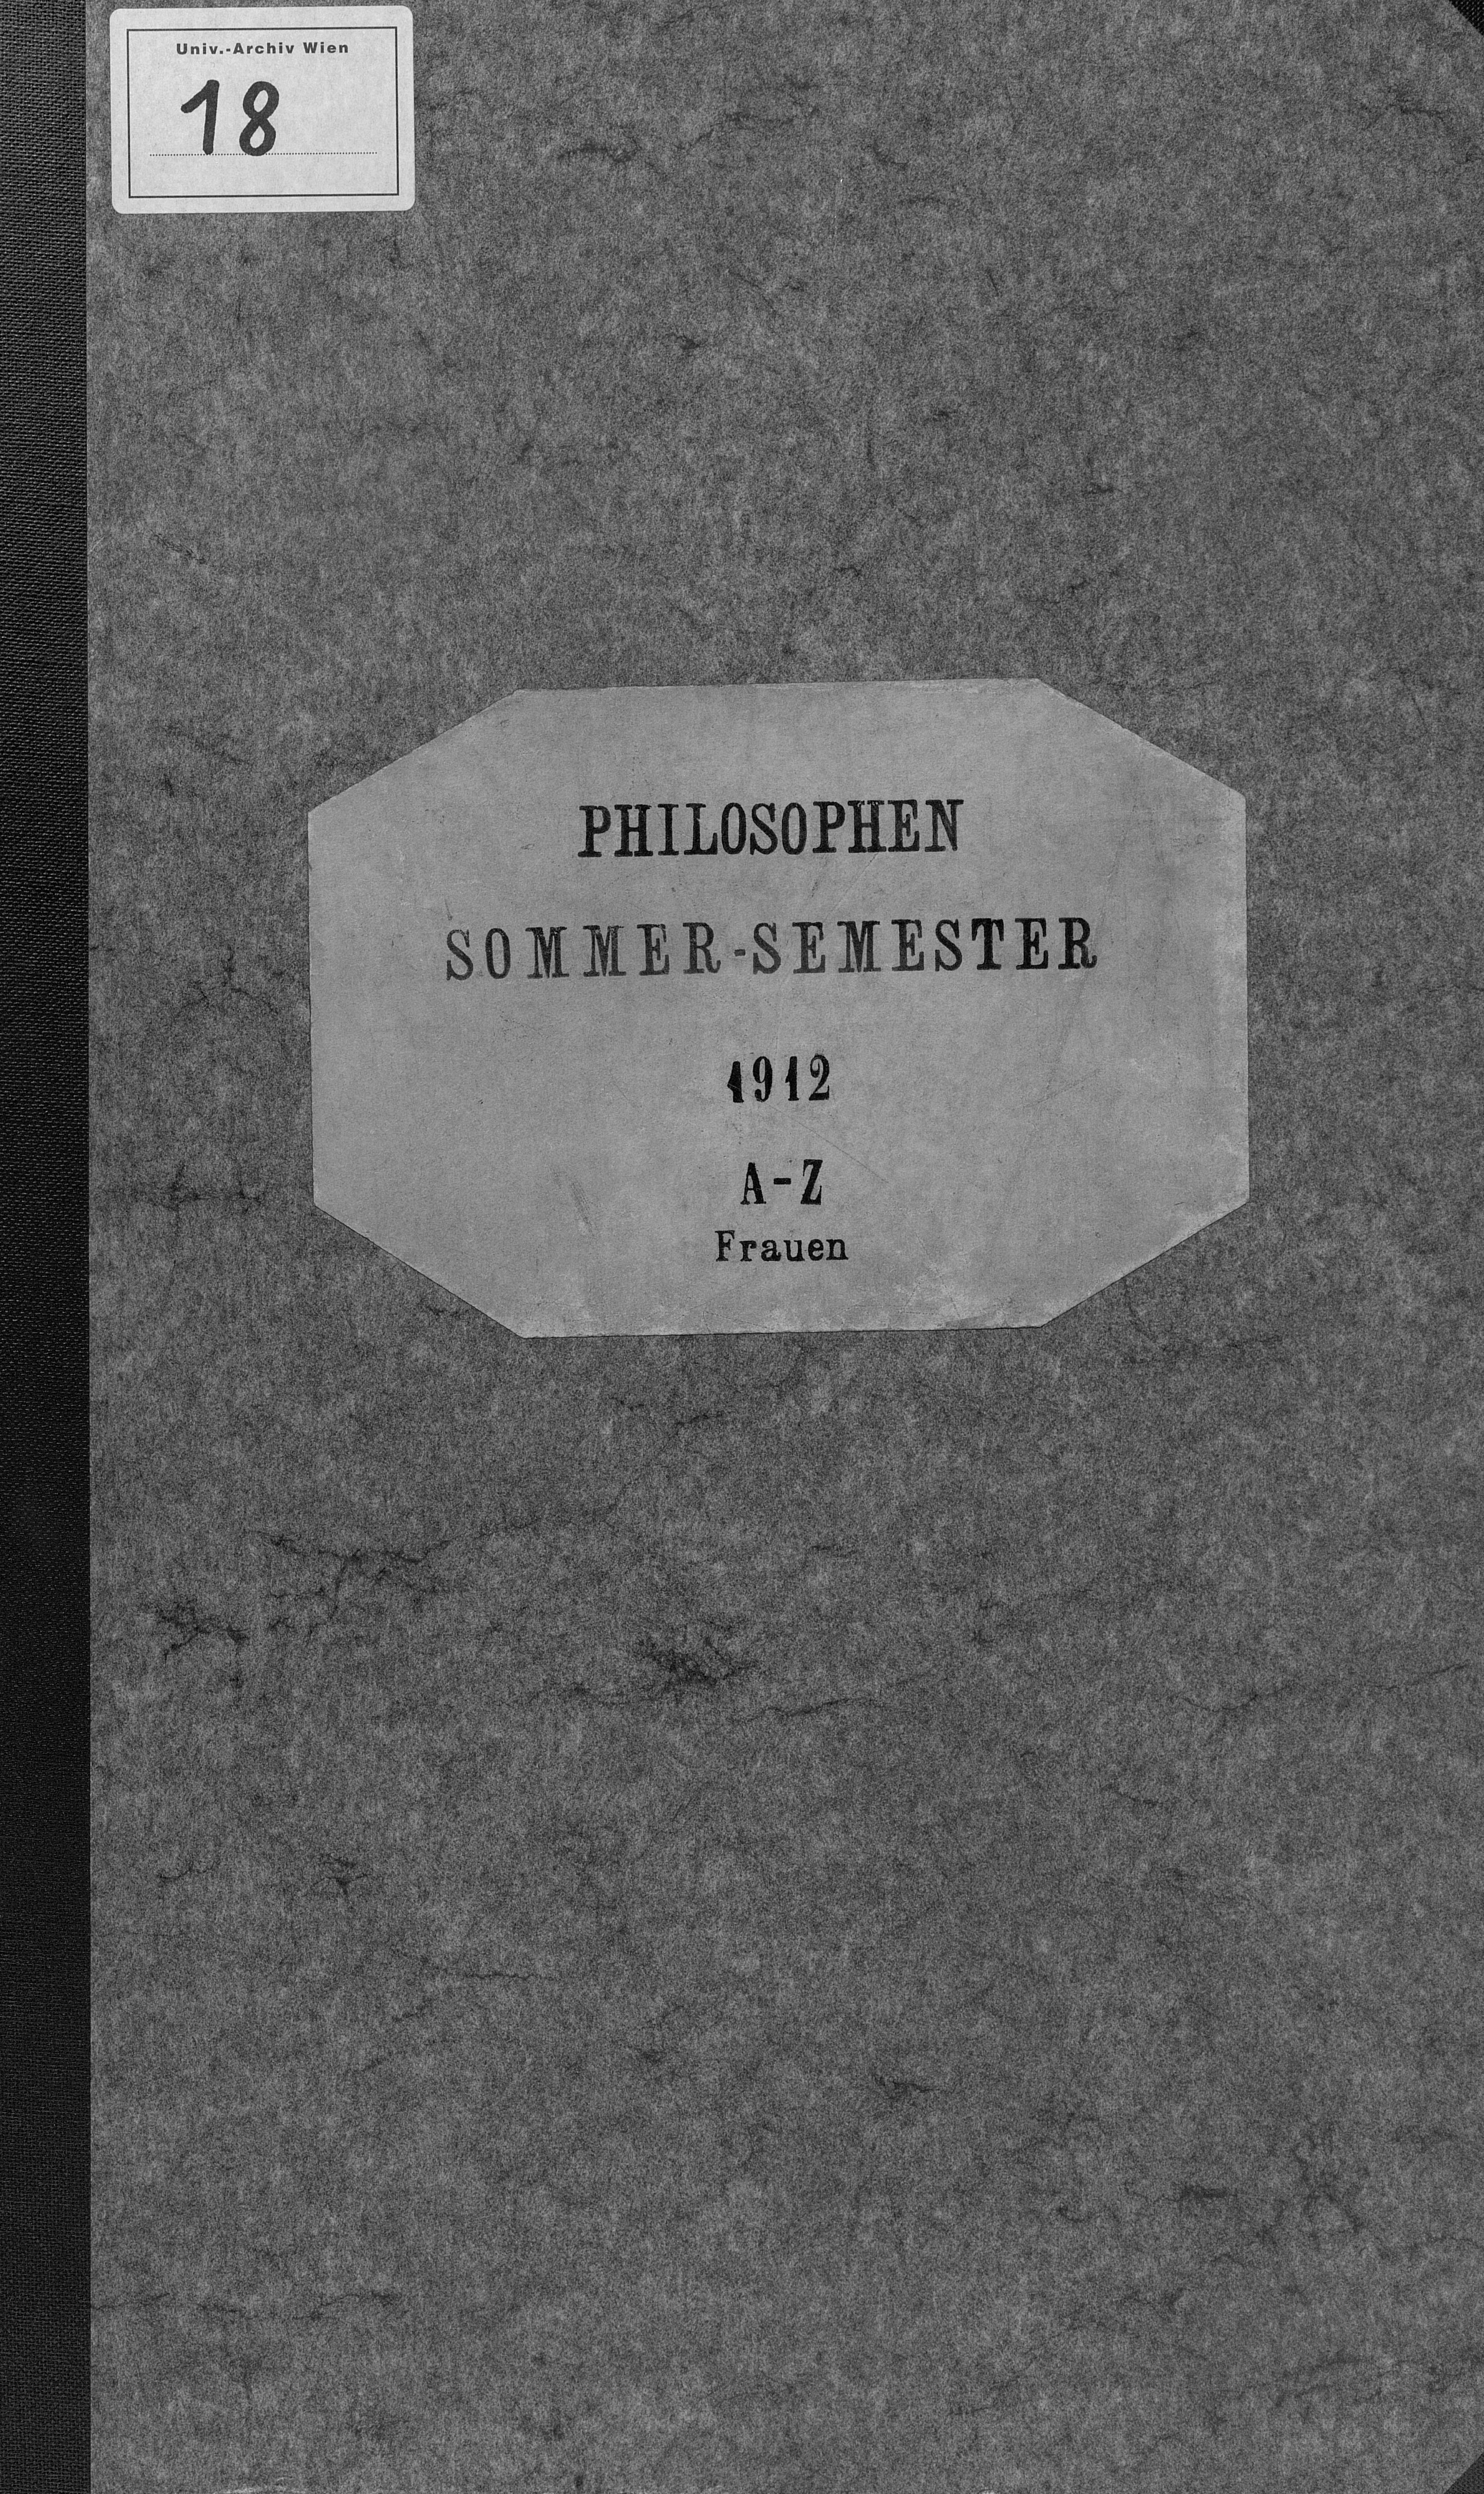 Univ.-Archiv Wien
18
PHILOSOPHEN
SOMMER-SEMESTER
1912
A-Z
Frauen